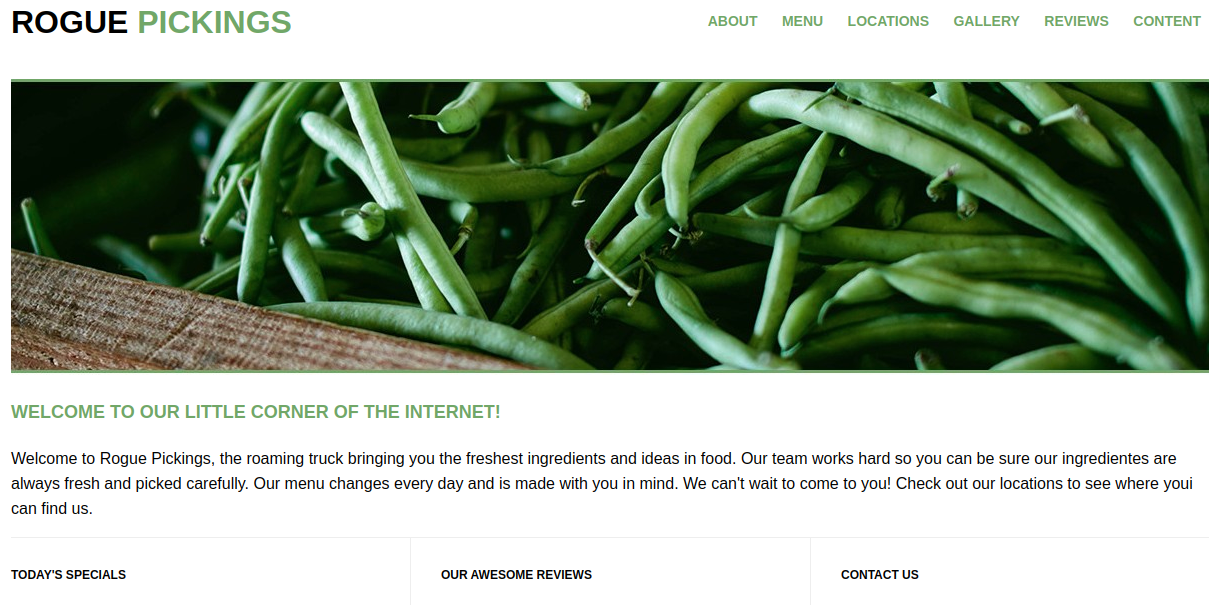 ROGUE PICKINGS
ABOUT MENU LOCATIONS GALLERY REVIEWS CONTENT
WELCOME TO OUR LITTLE CORNER OF THE INTERNET!
Welcome to Rogue Pickings, the roaming truck bringing you the freshest ingredients and ideas in food. Our team works hard so you can be sure our ingredientes are
always fresh and picked carefully. Our menu changes every day and is made with you in mind. We can't wait to come to you! Check out our locations to see where youi
can find us.
TODAY'S SPECIALS
OUR AWESOME REVIEWS
CONTACT US